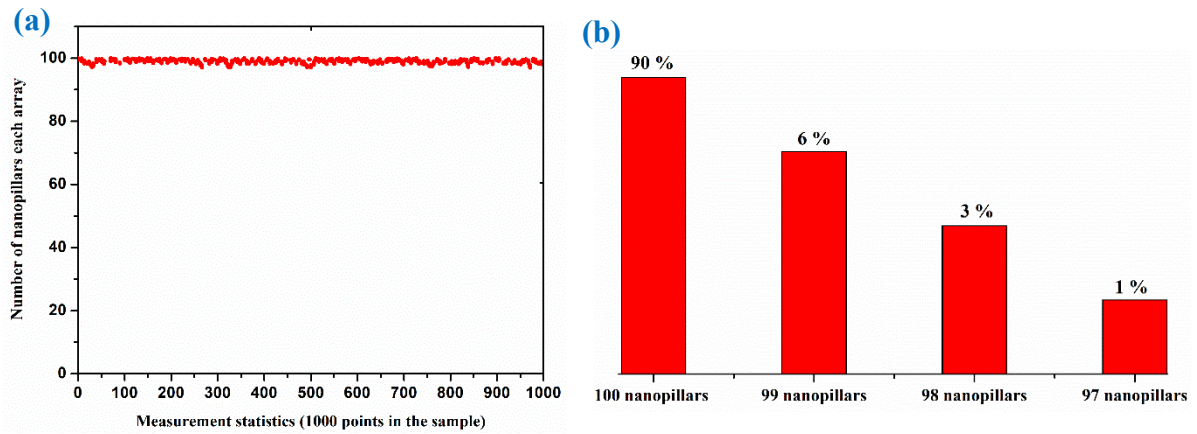 (a)
Number of nanopillars each array
100
80
60
40
20
0
0 100 200 300 400 500 600 700 800 900 1000
Measurement statistics (1000 points in the sample)
(b)
90 %
6 %
3 %
1 %
100 nanopillars 99 nanopillars 98 nanopillars 97 nanopillars